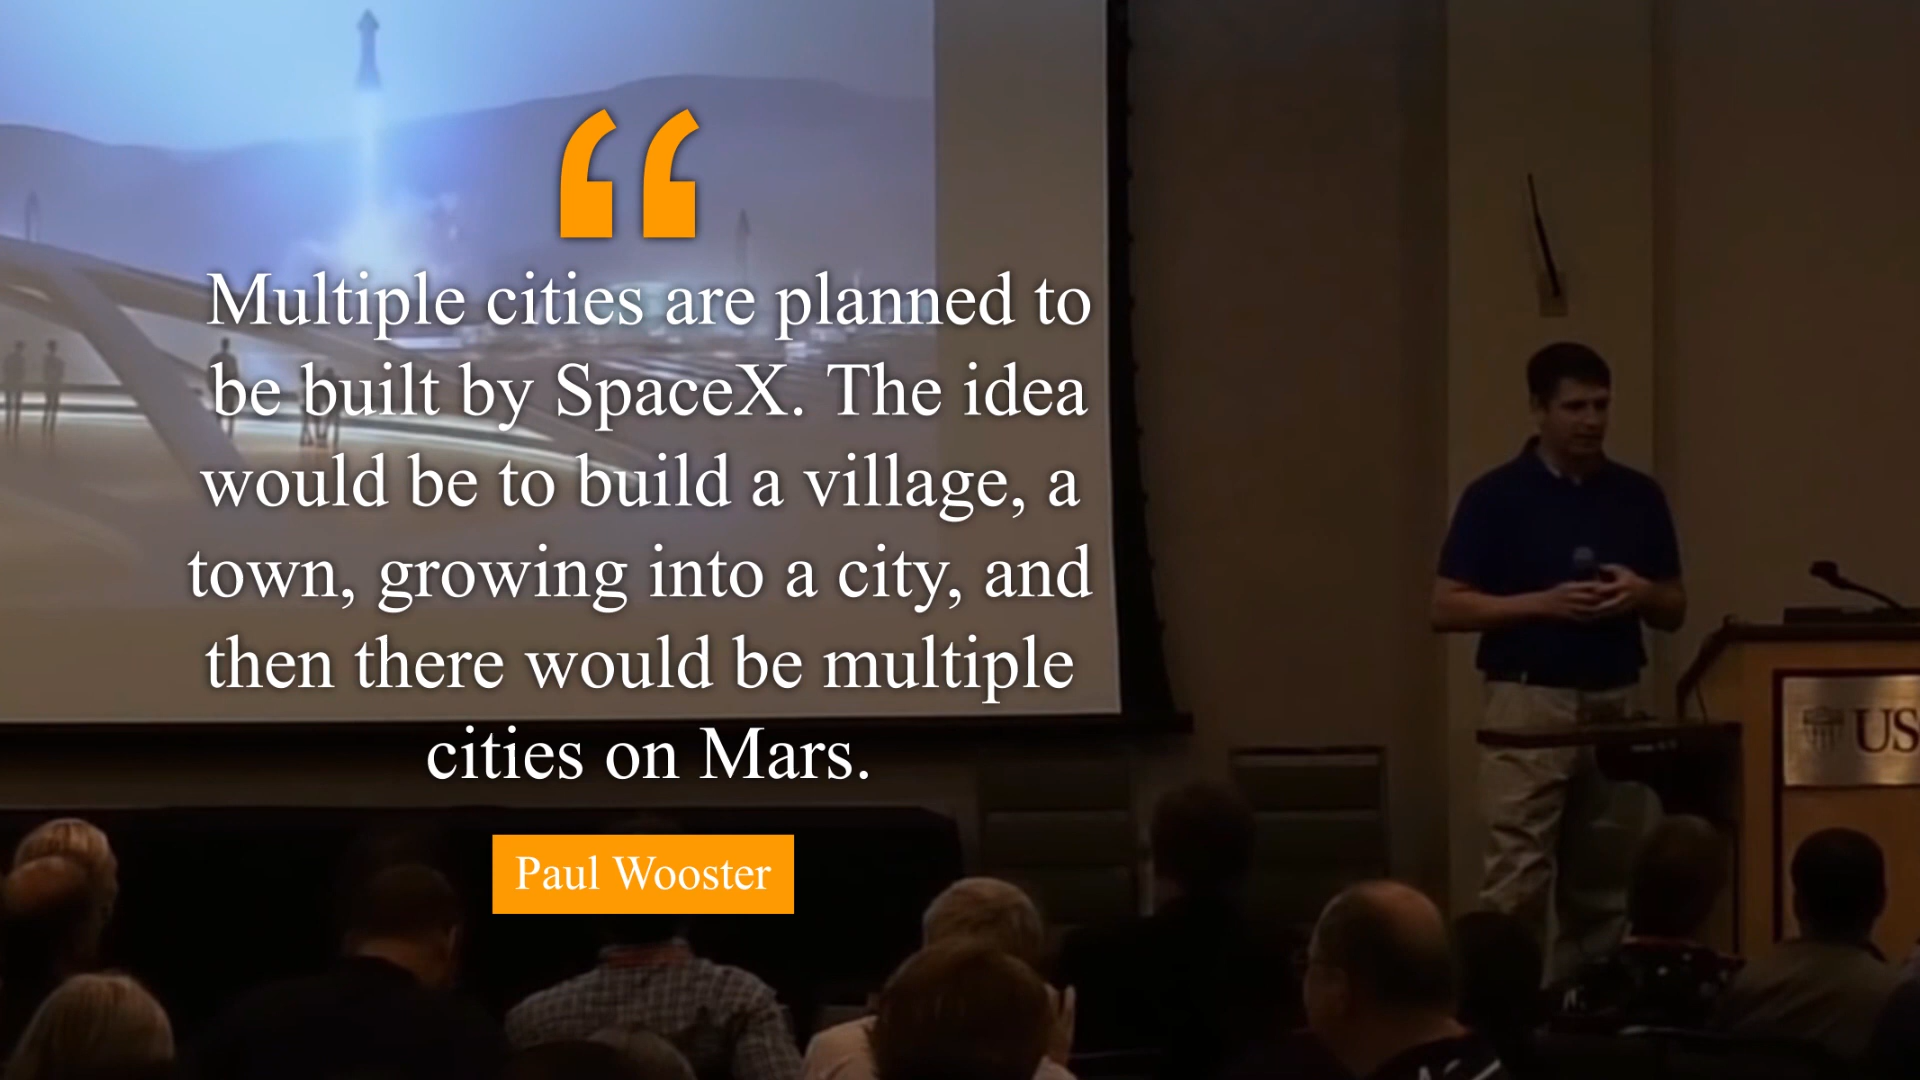 “
Multiple cities are planned to
be built by SpaceX. The idea
would be to build a village, a
town, growing into a city, and
then there would be multiple
cities on Mars.
Paul Wooster
US